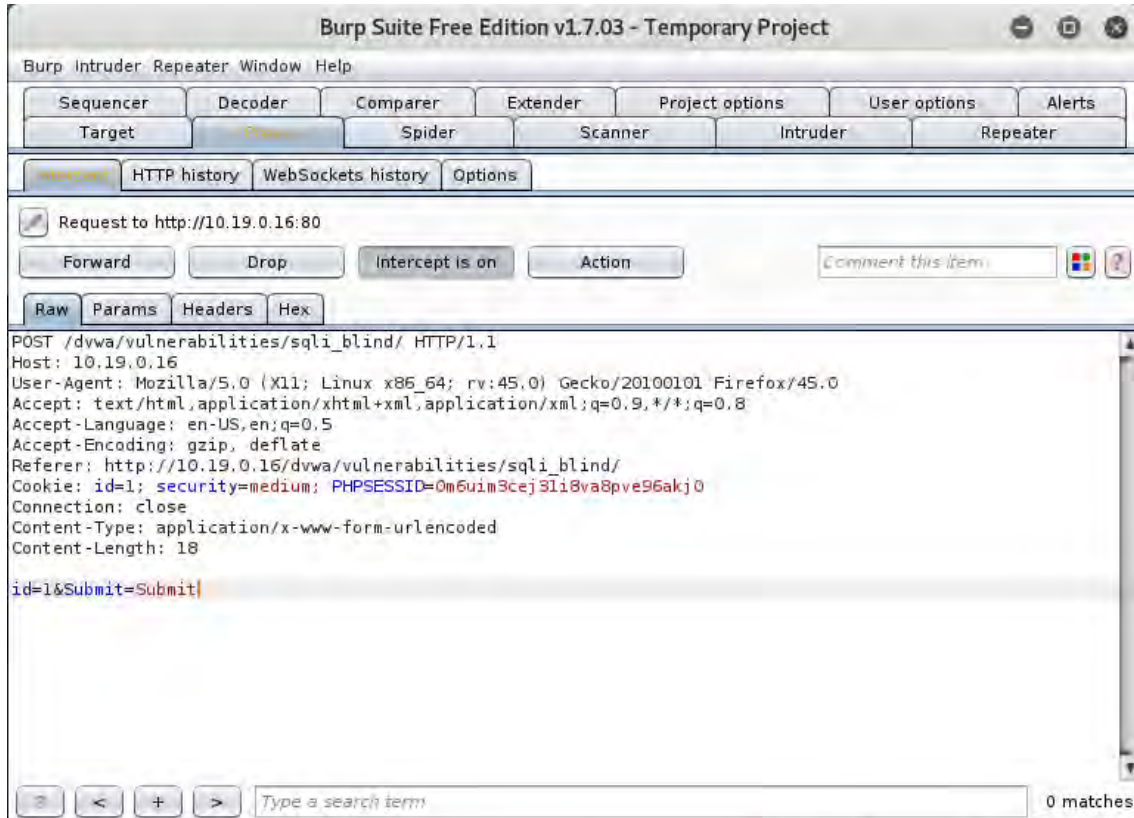 Burp Suite Free Edition v1.7.03 - Temporary Project
Burp Intruder Repeater Window Help
Sequencer Decoder Comparer Extender Project options User options Alerts
Target Proxy Spider Scanner Intruder Repeater
Intercept HTTP history WebSockets history Options
Request to http://10.19.0.16:80
Forward Drop Intercept is on Action Comment this item ?
Raw Params Headers Hex
POST /dvwa/vulnerabilities/sqli_blind/ HTTP/1.1
Host: 10.19.0.16
User-Agent: Mozilla/5.0 (X11; Linux x86_64; rv:45.0) Gecko/20100101 Firefox/45.0
Accept: text/html,application/xhtml+xml,application/xml;q=0.9,*/*;q=0.8
Accept-Language: en-US,en;q=0.5
Accept-Encoding: gzip, deflate
Referer: http://10.19.0.16/dvwa/vulnerabilities/sqli_blind/
Cookie: id=1; security=medium; PHPSESSID=0m6uim3cej31i8va8pve96akj0
Connection: close
Content-Type: application/x-www-form-urlencoded
Content-Length: 18
id=1&Submit=Submit
? < + > Type a search term 0 matches